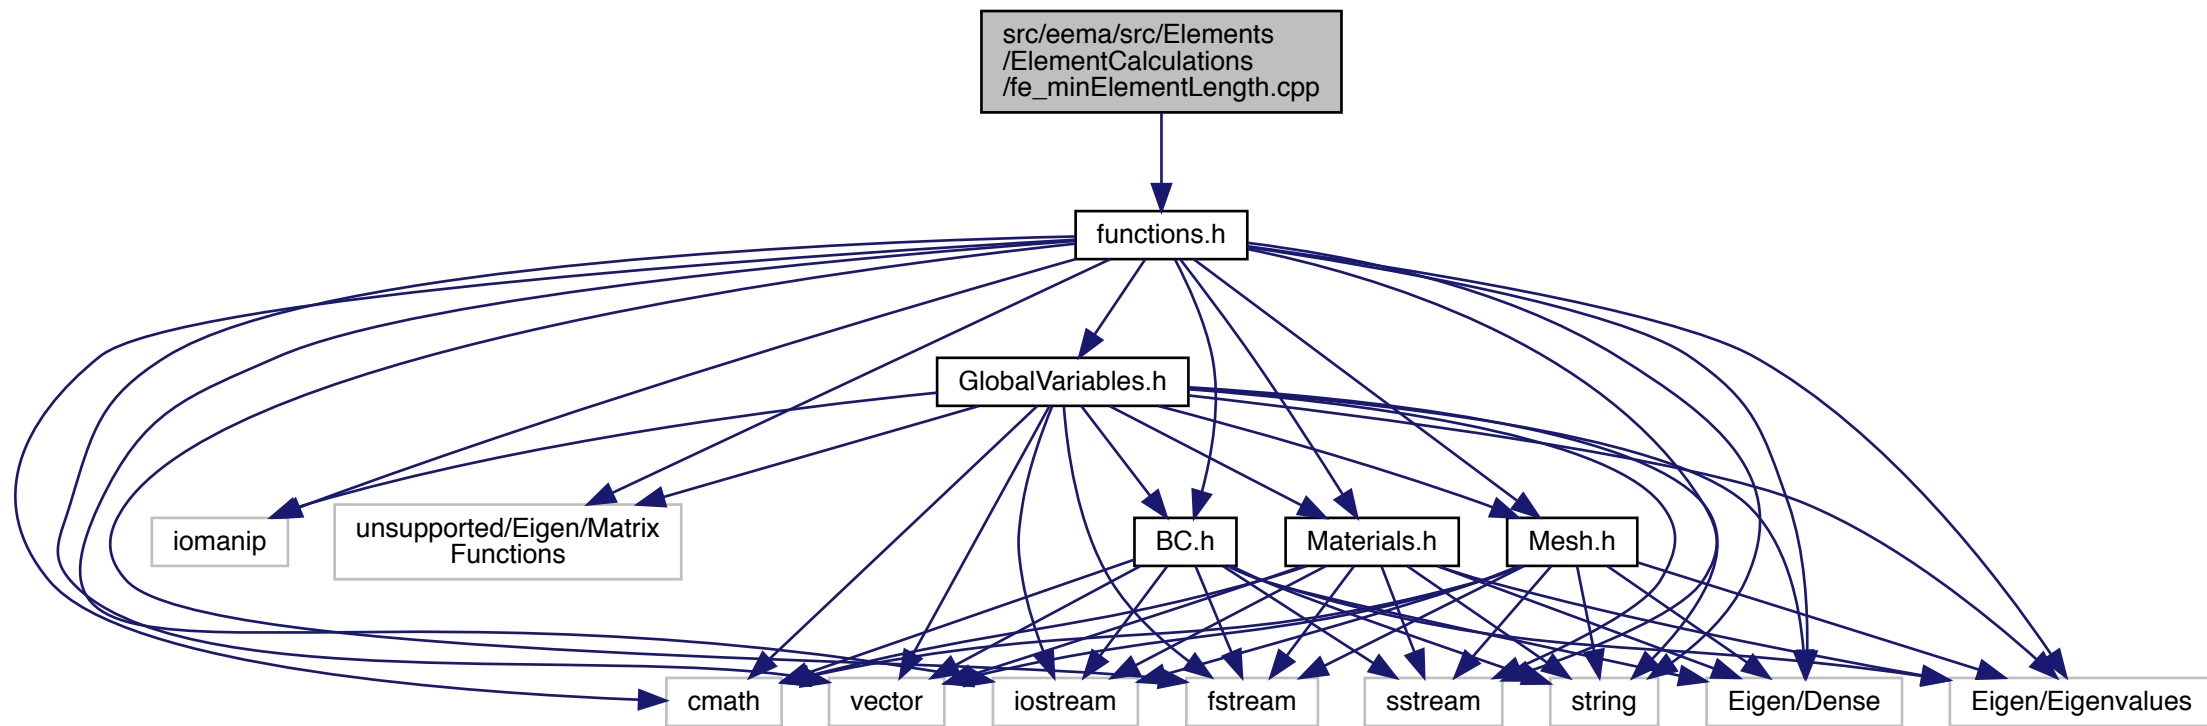 src/eema/src/Elements
/ElementCalculations
/fe_minElementLength.cpp
functions.h
GlobalVariables.h
iomanip
unsupported/Eigen/Matrix
Functions
BC.h
Materials.h
Mesh.h
cmath
vector
iostream
fstream
sstream
string
Eigen/Dense
Eigen/Eigenvalues